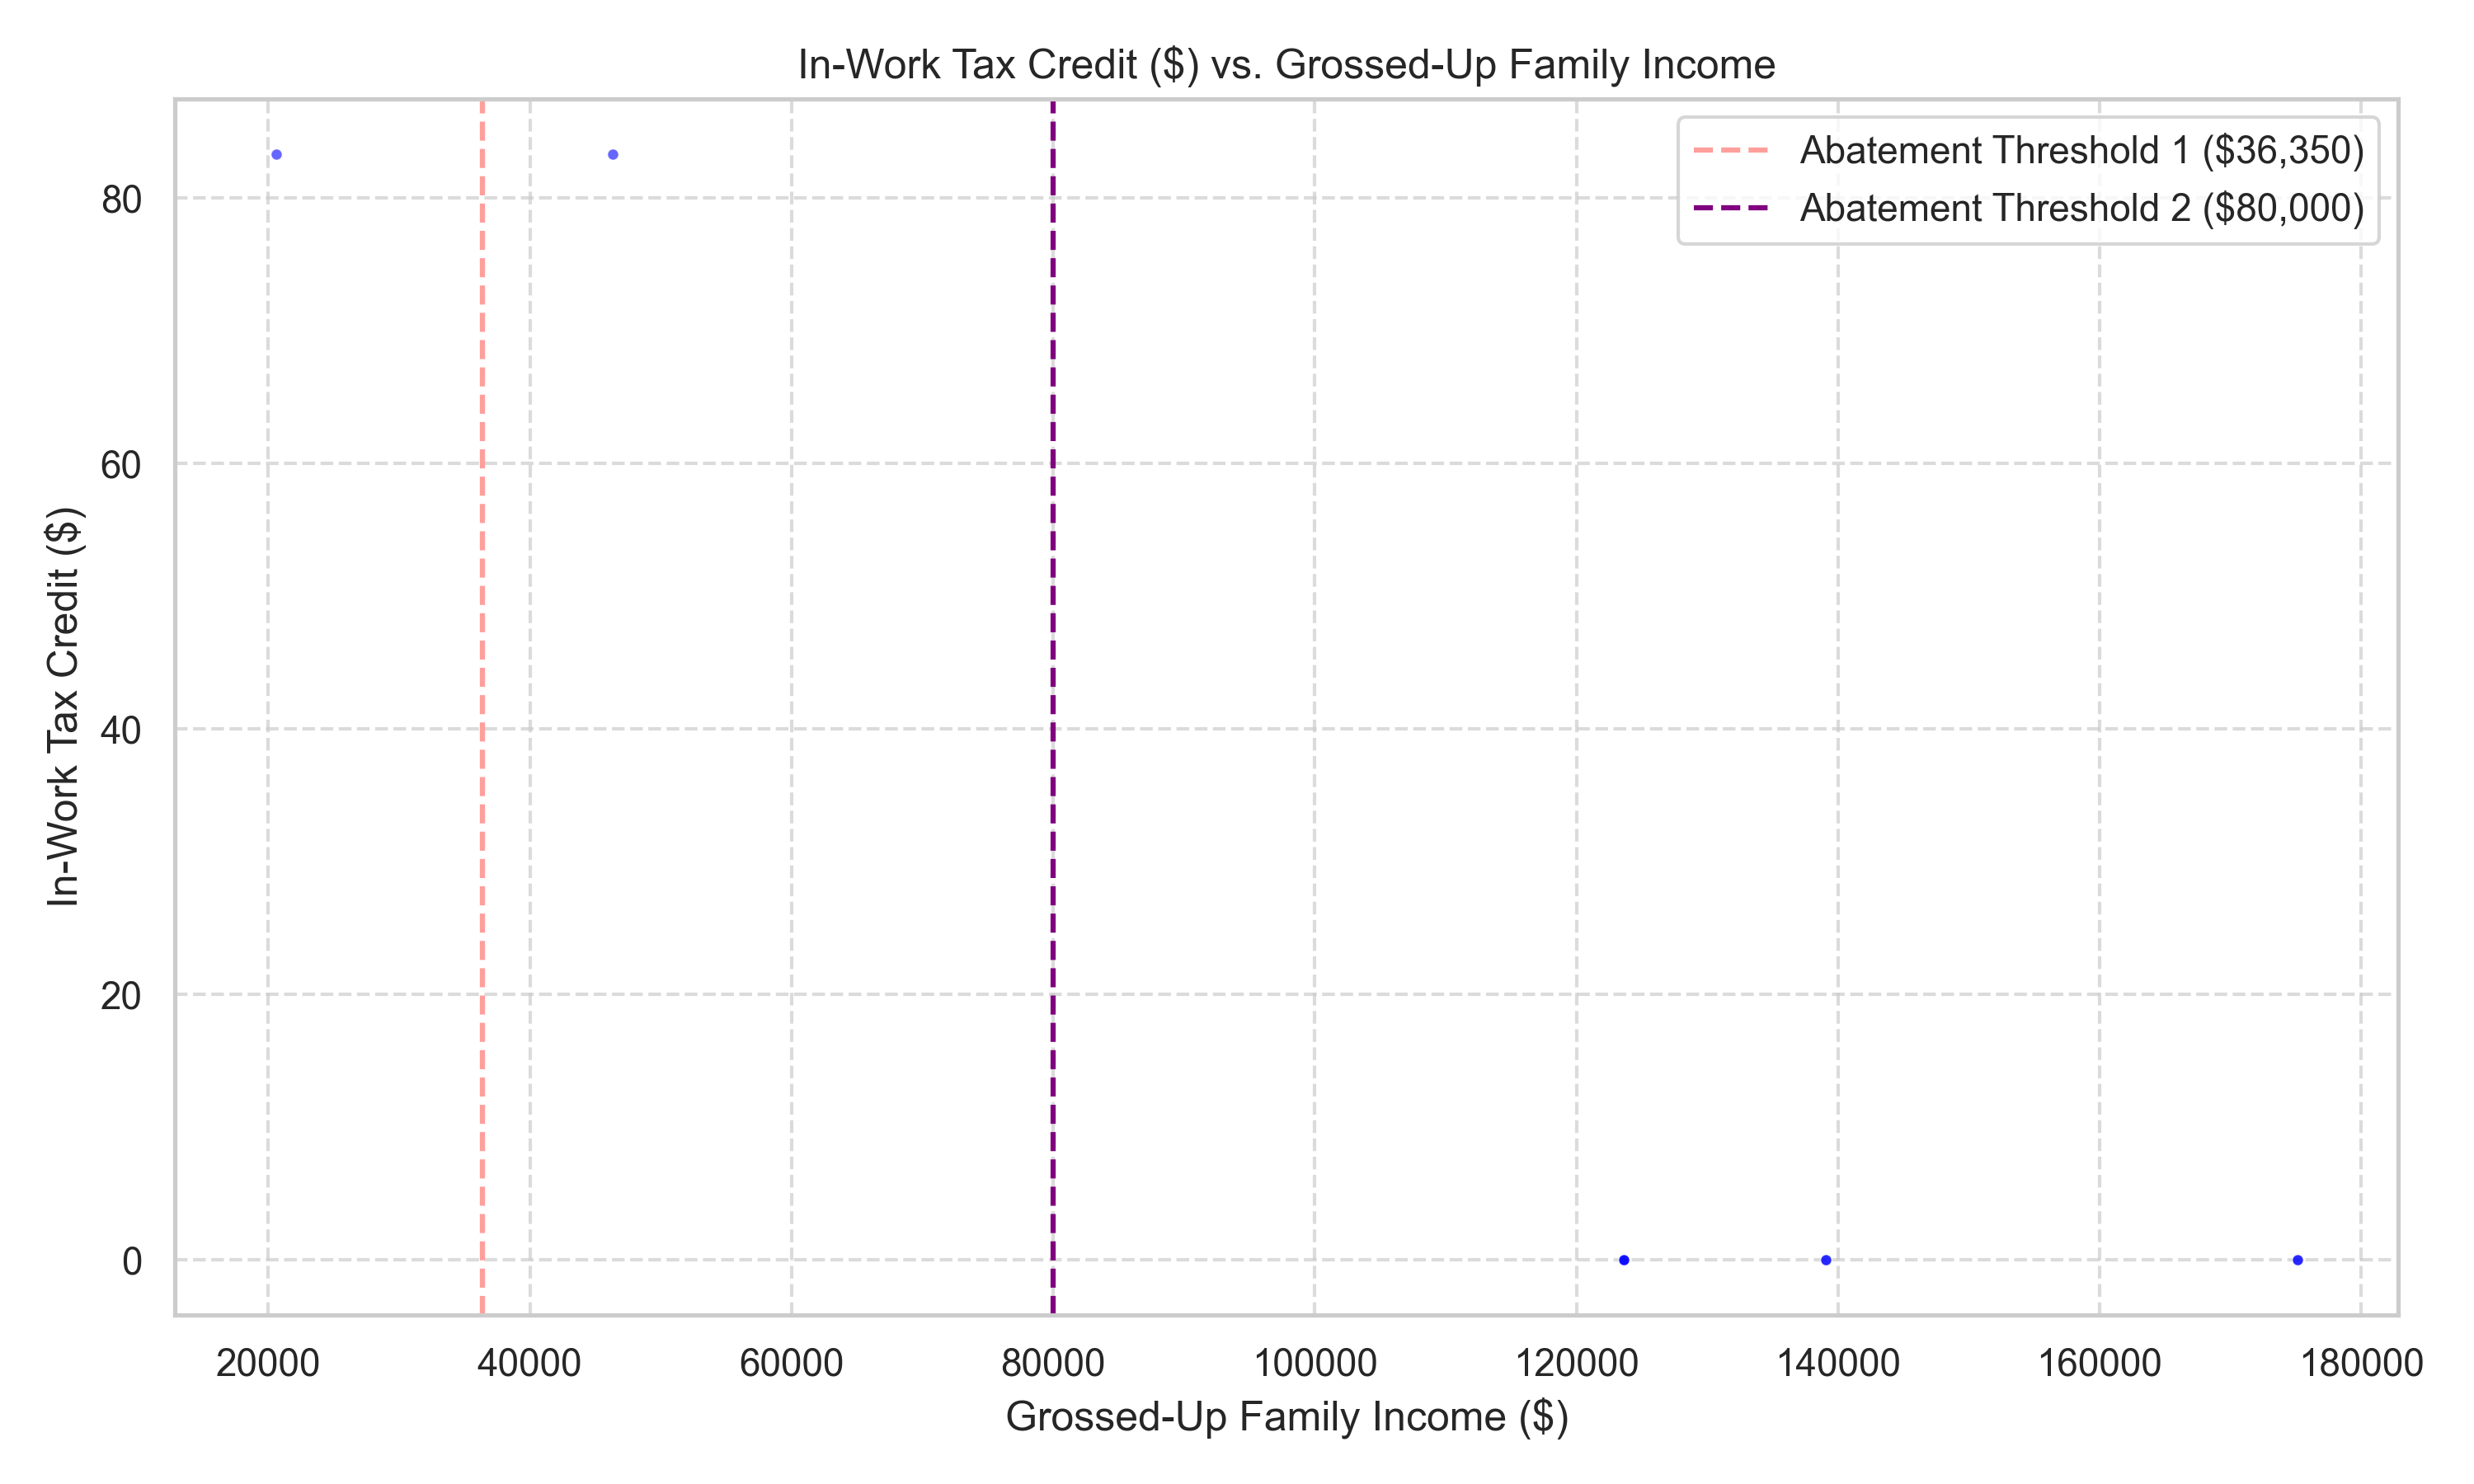 In-Work Tax Credit ($) vs. Grossed-Up Family Income
Abatement Threshold 1 ($36,350)
Abatement Threshold 2 ($80,000)
In-Work Tax Credit ($)
80
60
40
20
0
20000 40000 60000 80000 100000 120000 140000 160000 180000
Grossed-Up Family Income ($)